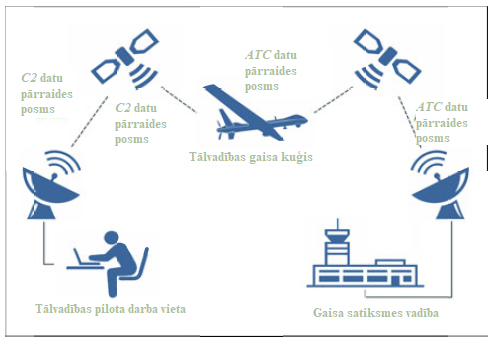 C2 datu
pārraides
posms
C2 datu
pārraides
posms
ATC datu
pārraides
posms
ATC datu
pārraides
posms
Tālvadības gaisa kuģis
Tālvadības pilota darba vieta
Gaisa satiksmes vadība